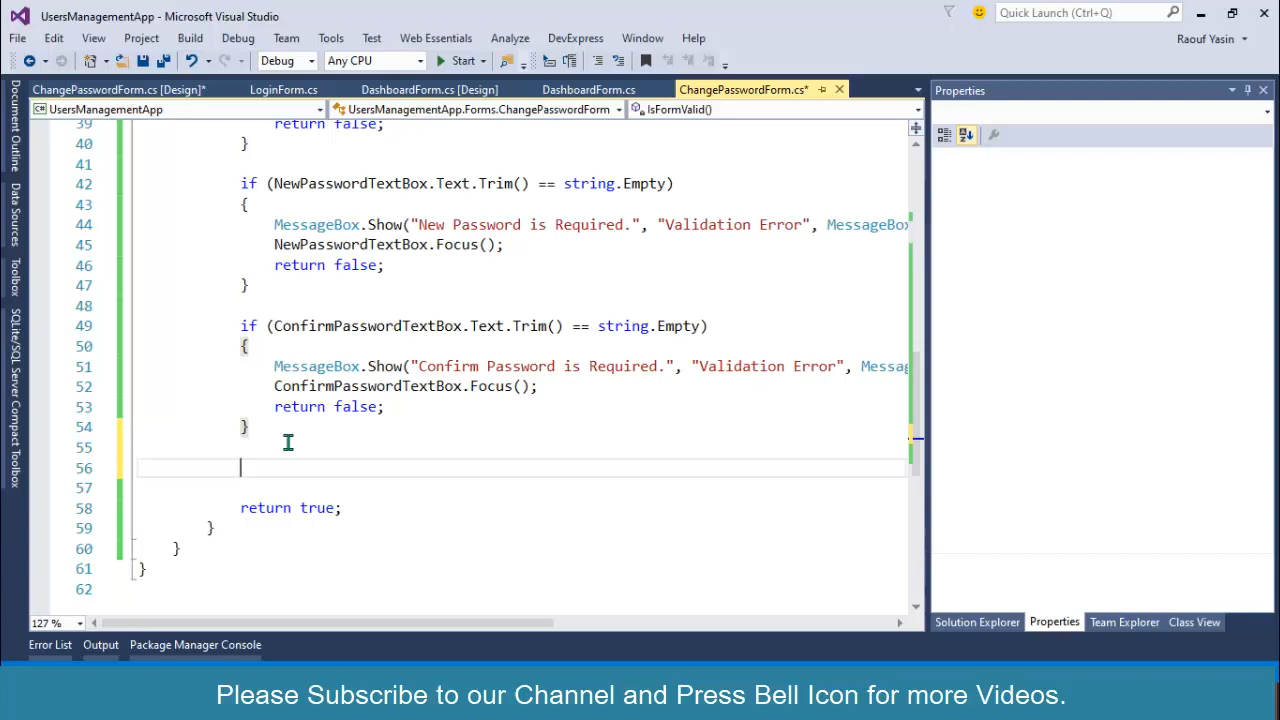 UsersManagementApp - Microsoft Visual Studio
Quick Launch (Ctrl+Q)
File Edit View Project Build Debug Team Tools Test Web Essentials Analyze DevExpress Window Help
Raouf Yasin
Debug Any CPU Start
ChangePasswordForm.cs [Design]* LoginForm.cs DashboardForm.cs [Design] DashboardForm.cs ChangePasswordForm.cs*
UsersManagementApp UsersManagementApp.Forms.ChangePasswordForm IsFormValid()
Document Outline
Data Sources
Toolbox
SQLite/SQL Server Compact Toolbox
39 return false;
40 }
41
42 if (NewPasswordTextBox.Text.Trim() == string.Empty)
43 {
44 MessageBox.Show("New Password is Required.", "Validation Error", MessageBox
45 NewPasswordTextBox.Focus();
46 return false;
47 }
48
49 if (ConfirmPasswordTextBox.Text.Trim() == string.Empty)
50 {
51 MessageBox.Show("Confirm Password is Required.", "Validation Error", Messag
52 ConfirmPasswordTextBox.Focus();
53 return false;
54 }
55
56
57
58 return true;
59 }
60 }
61 }
62
127 %
Properties
Solution Explorer Properties Team Explorer Class View
Error List Output Package Manager Console
Please Subscribe to our Channel and Press Bell Icon for more Videos.